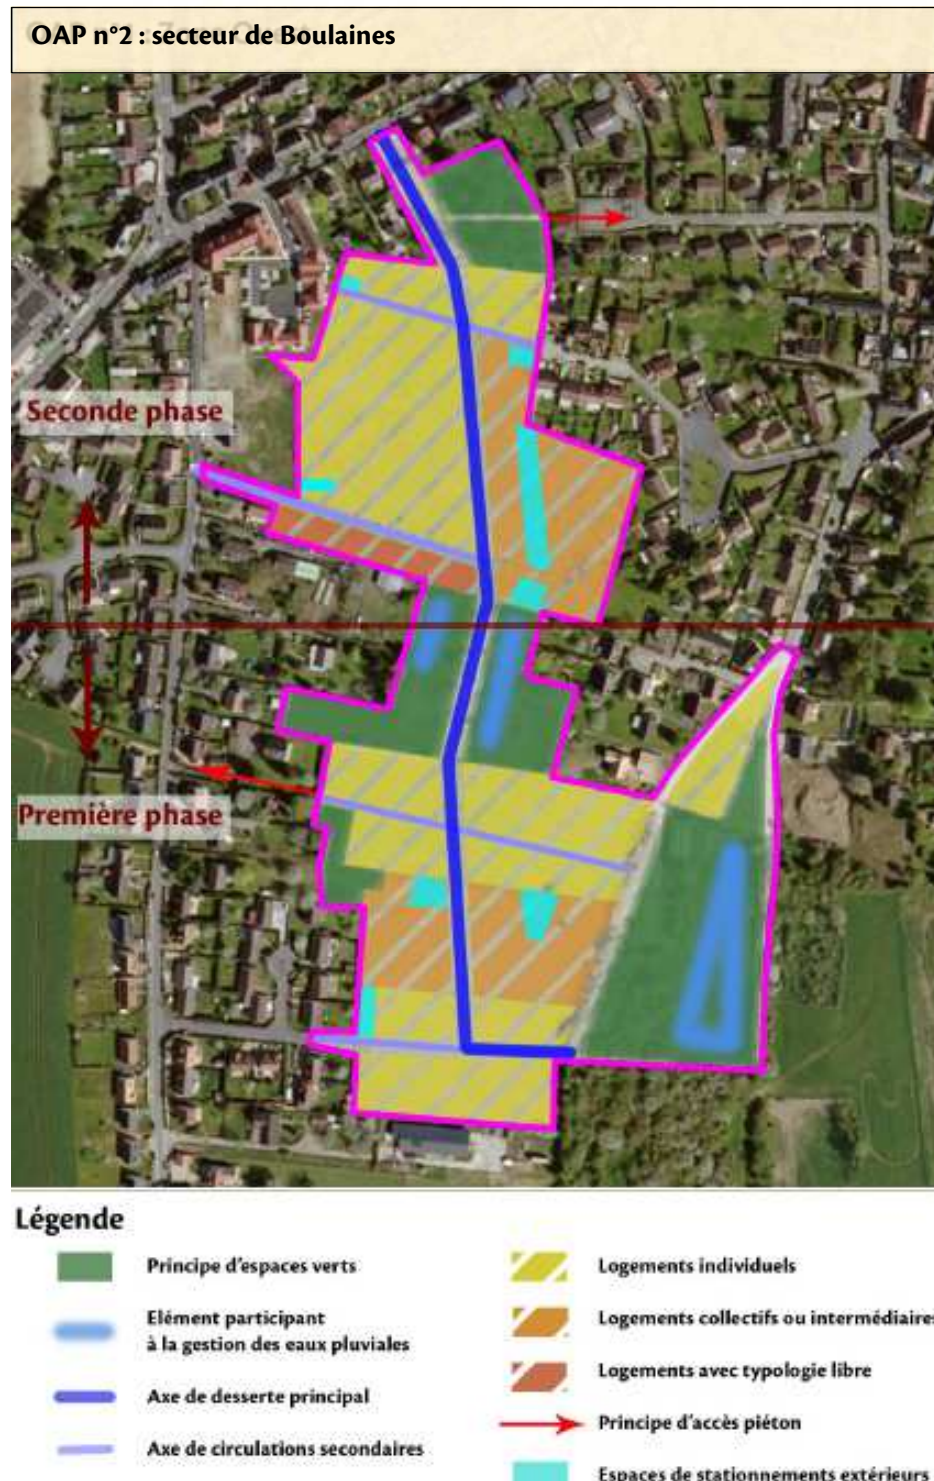 OAP n°2 : secteur de Boulaines
Seconde phase
Première phase
Légende
Principe d'espaces verts
Elément participant
à la gestion des eaux pluviales
Axe de desserte principal
Axe de circulations secondaires
Logements individuels
Logements collectifs ou intermédiaires
Logements avec typologie libre
Principe d'accès piéton
Espaces de stationnements extérieurs